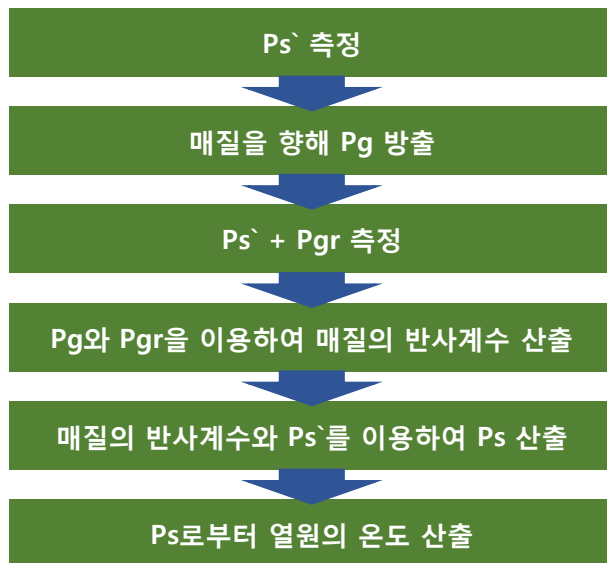 Ps` 측정
매질을 향해 Pg 방출
Ps` + Pgr 측정
Pg와 Pgr을 이용하여 매질의 반사계수 산출
매질의 반사계수와 Ps`를 이용하여 Ps 산출
Ps로부터 열원의 온도 산출